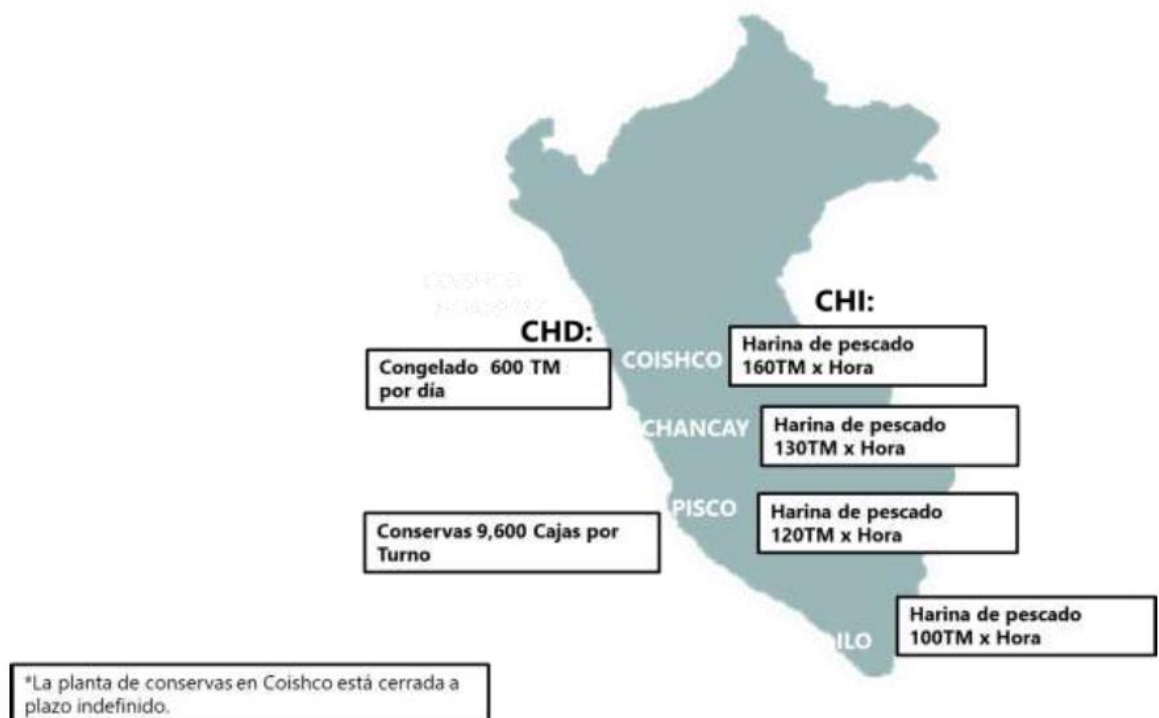 CHI:
CHD:
COISHCO
Harina de pescado
160TM x Hora
Congelado 600 TM
por día
CHANCAY
Harina de pescado
130TM x Hora
PISCO
Harina de pescado
120TM x Hora
Conservas 9,600 Cajas por
Turno
ILO
Harina de pescado
100TM x Hora
*La planta de conservas en Coishco está cerrada a
plazo indefinido.